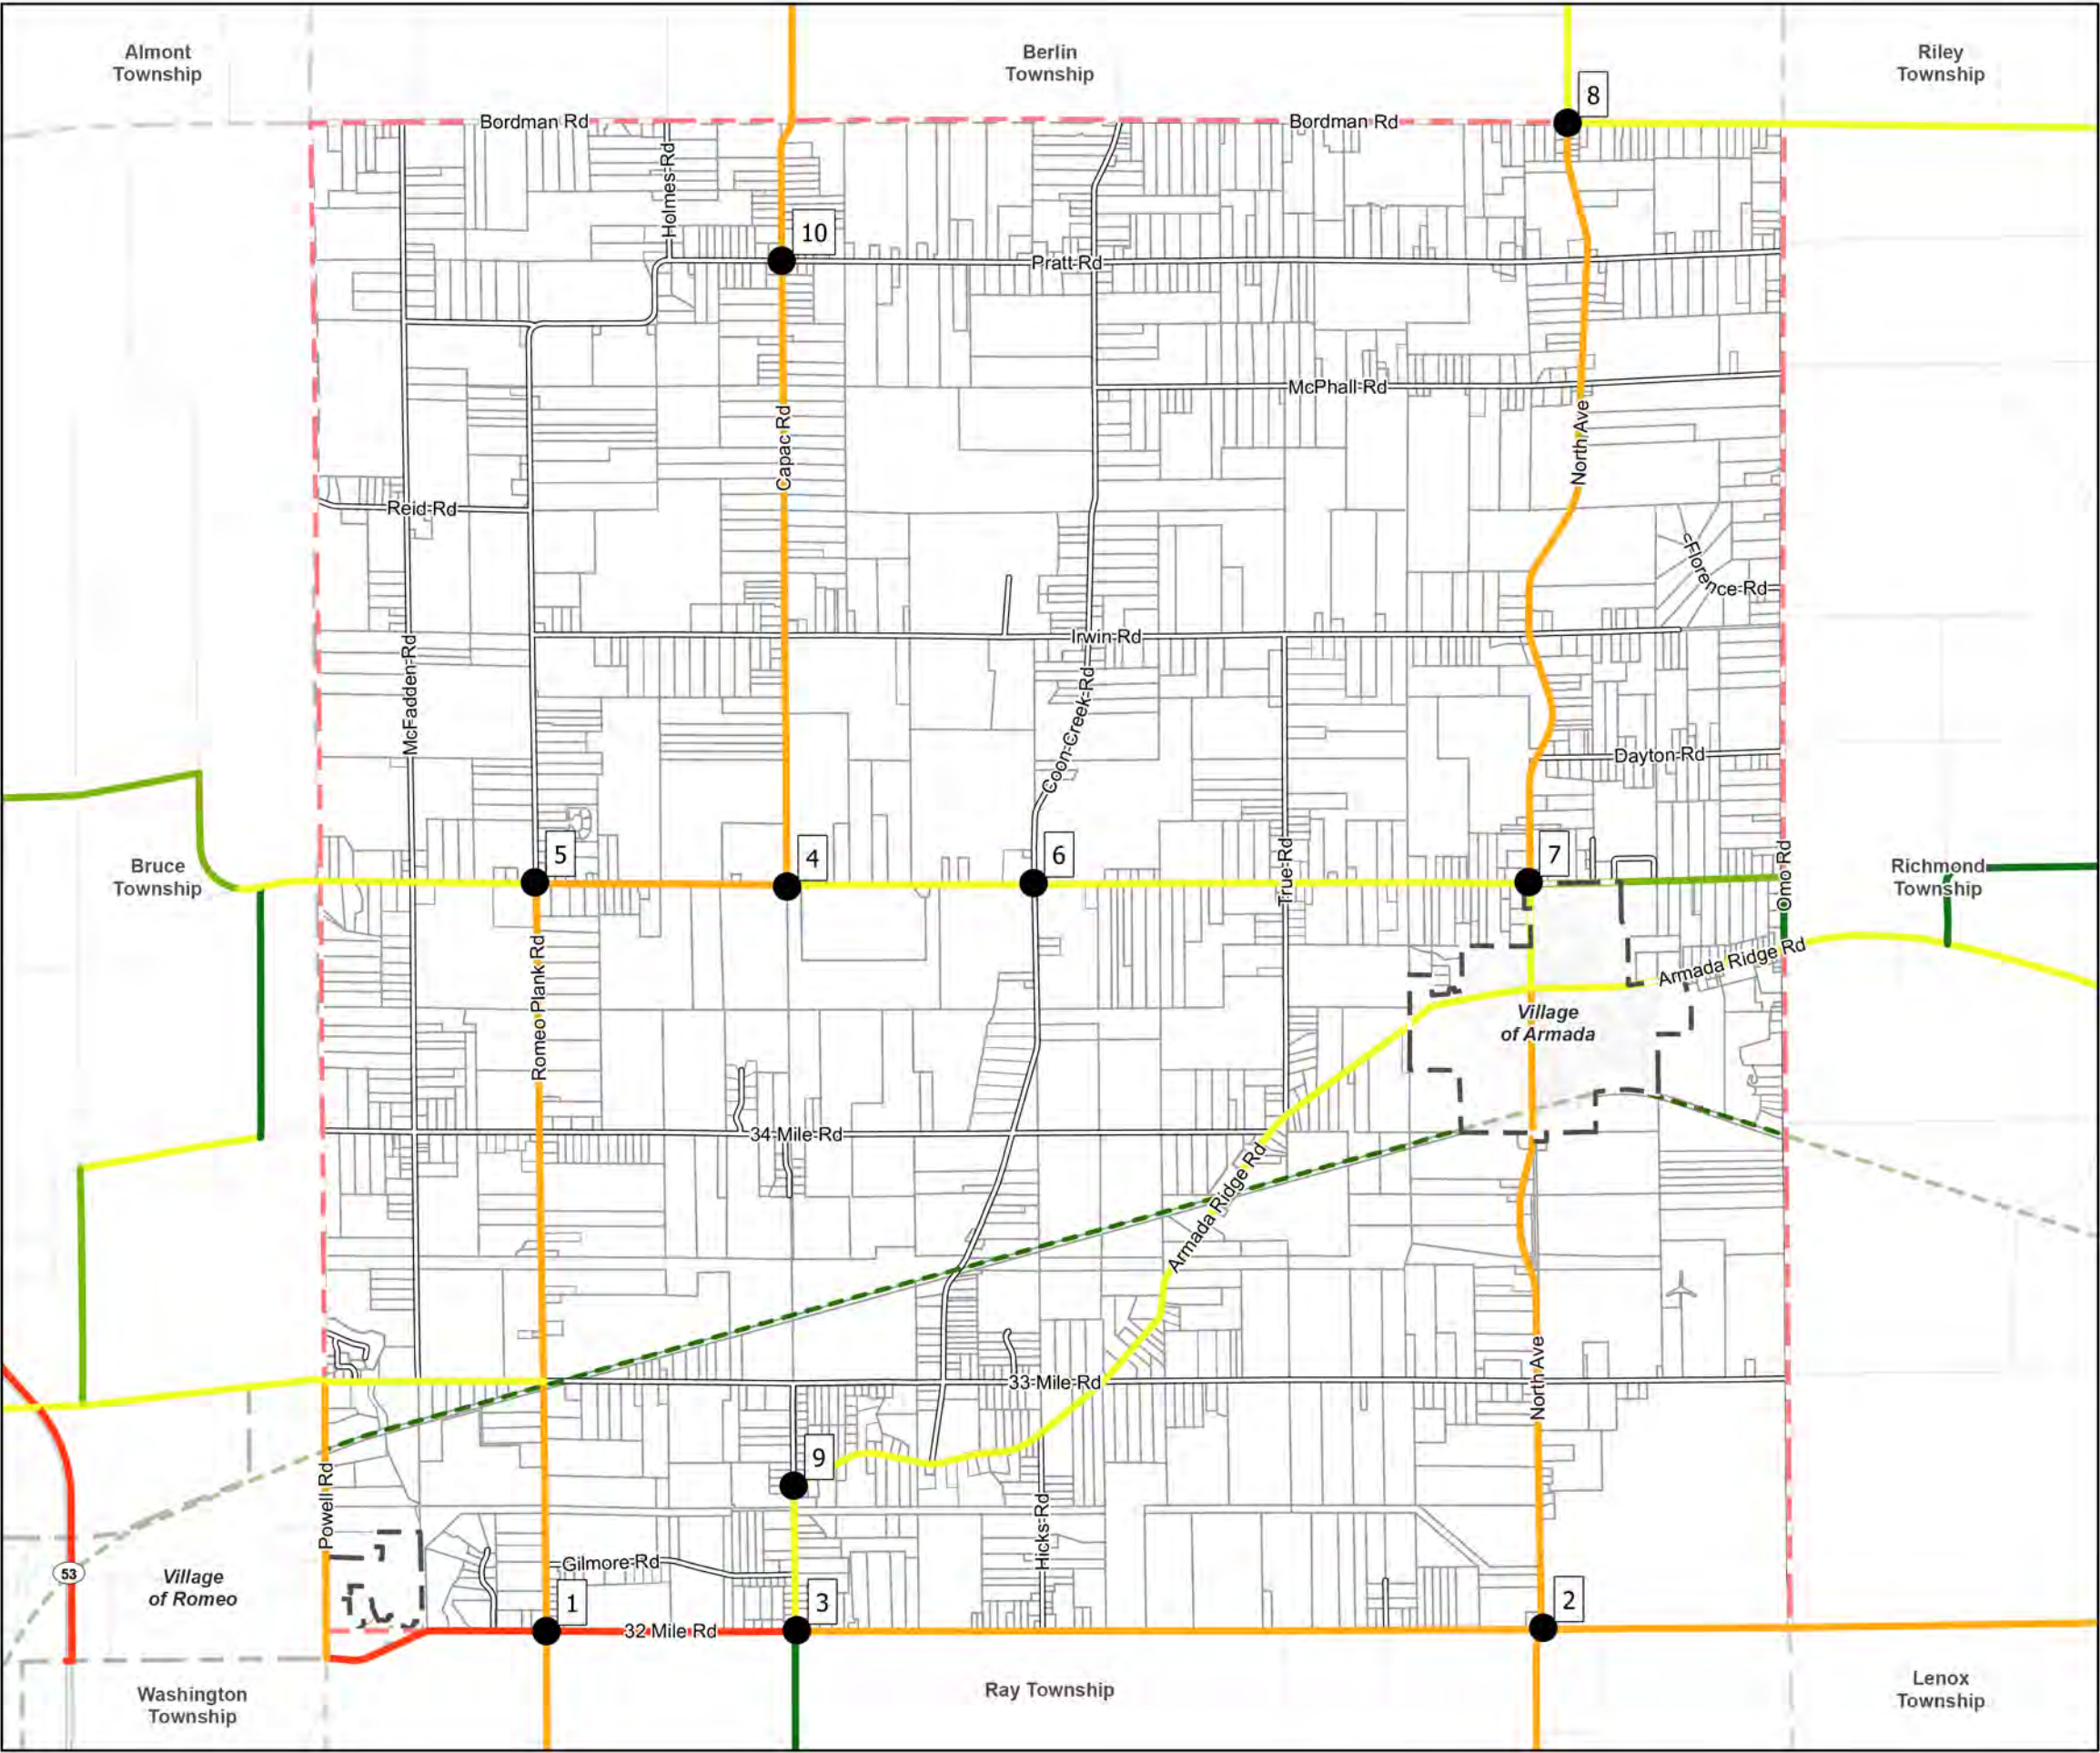 Almont
Township
Berlin
Township
Riley
Township
8
Bordman Rd
Bordman Rd
Holmes Rd
10
Pratt Rd
McPhall Rd
Capac Rd
North Ave
Reid Rd
Florence Rd
Irwin Rd
McFadden Rd
Coon Creek Rd
Dayton Rd
5
4
6
7
True Rd
Omo Rd
Bruce
Township
Richmond
Township
Romeo Plank Rd
Armada Ridge Rd
Village
of Armada
34 Mile Rd
Armada Ridge Rd
33 Mile Rd
North Ave
9
Powell Rd
Hicks Rd
53
Village
of Romeo
Gilmore Rd
1
3
2
32 Mile Rd
Washington
Township
Ray Township
Lenox
Township